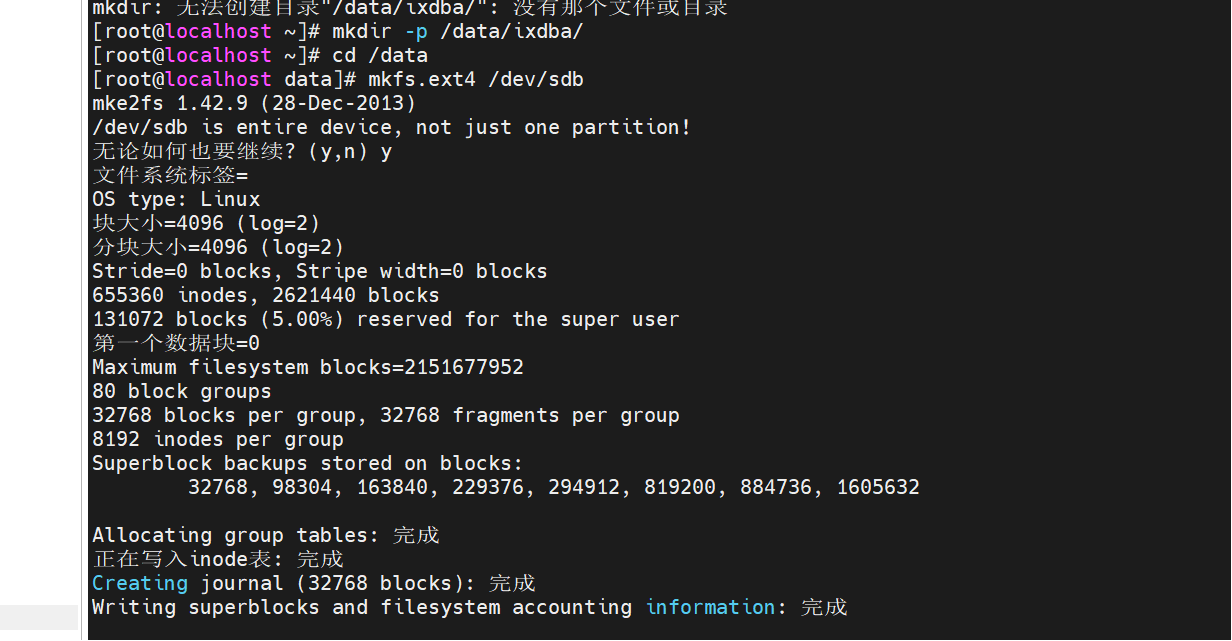 mkdir: 无法创建目录"/data/ixdba/": 没有那个文件或目录
[root@localhost ~]# mkdir -p /data/ixdba/
[root@localhost ~]# cd /data
[root@localhost data]# mkfs.ext4 /dev/sdb
mke2fs 1.42.9 (28-Dec-2013)
/dev/sdb is entire device, not just one partition!
无论如何也要继续? (y,n) y
文件系统标签=
OS type: Linux
块大小=4096 (log=2)
分块大小=4096 (log=2)
Stride=0 blocks, Stripe width=0 blocks
655360 inodes, 2621440 blocks
131072 blocks (5.00%) reserved for the super user
第一个数据块=0
Maximum filesystem blocks=2151677952
80 block groups
32768 blocks per group, 32768 fragments per group
8192 inodes per group
Superblock backups stored on blocks:
32768, 98304, 163840, 229376, 294912, 819200, 884736, 1605632
Allocating group tables: 完成
正在写入inode表: 完成
Creating journal (32768 blocks): 完成
Writing superblocks and filesystem accounting information: 完成